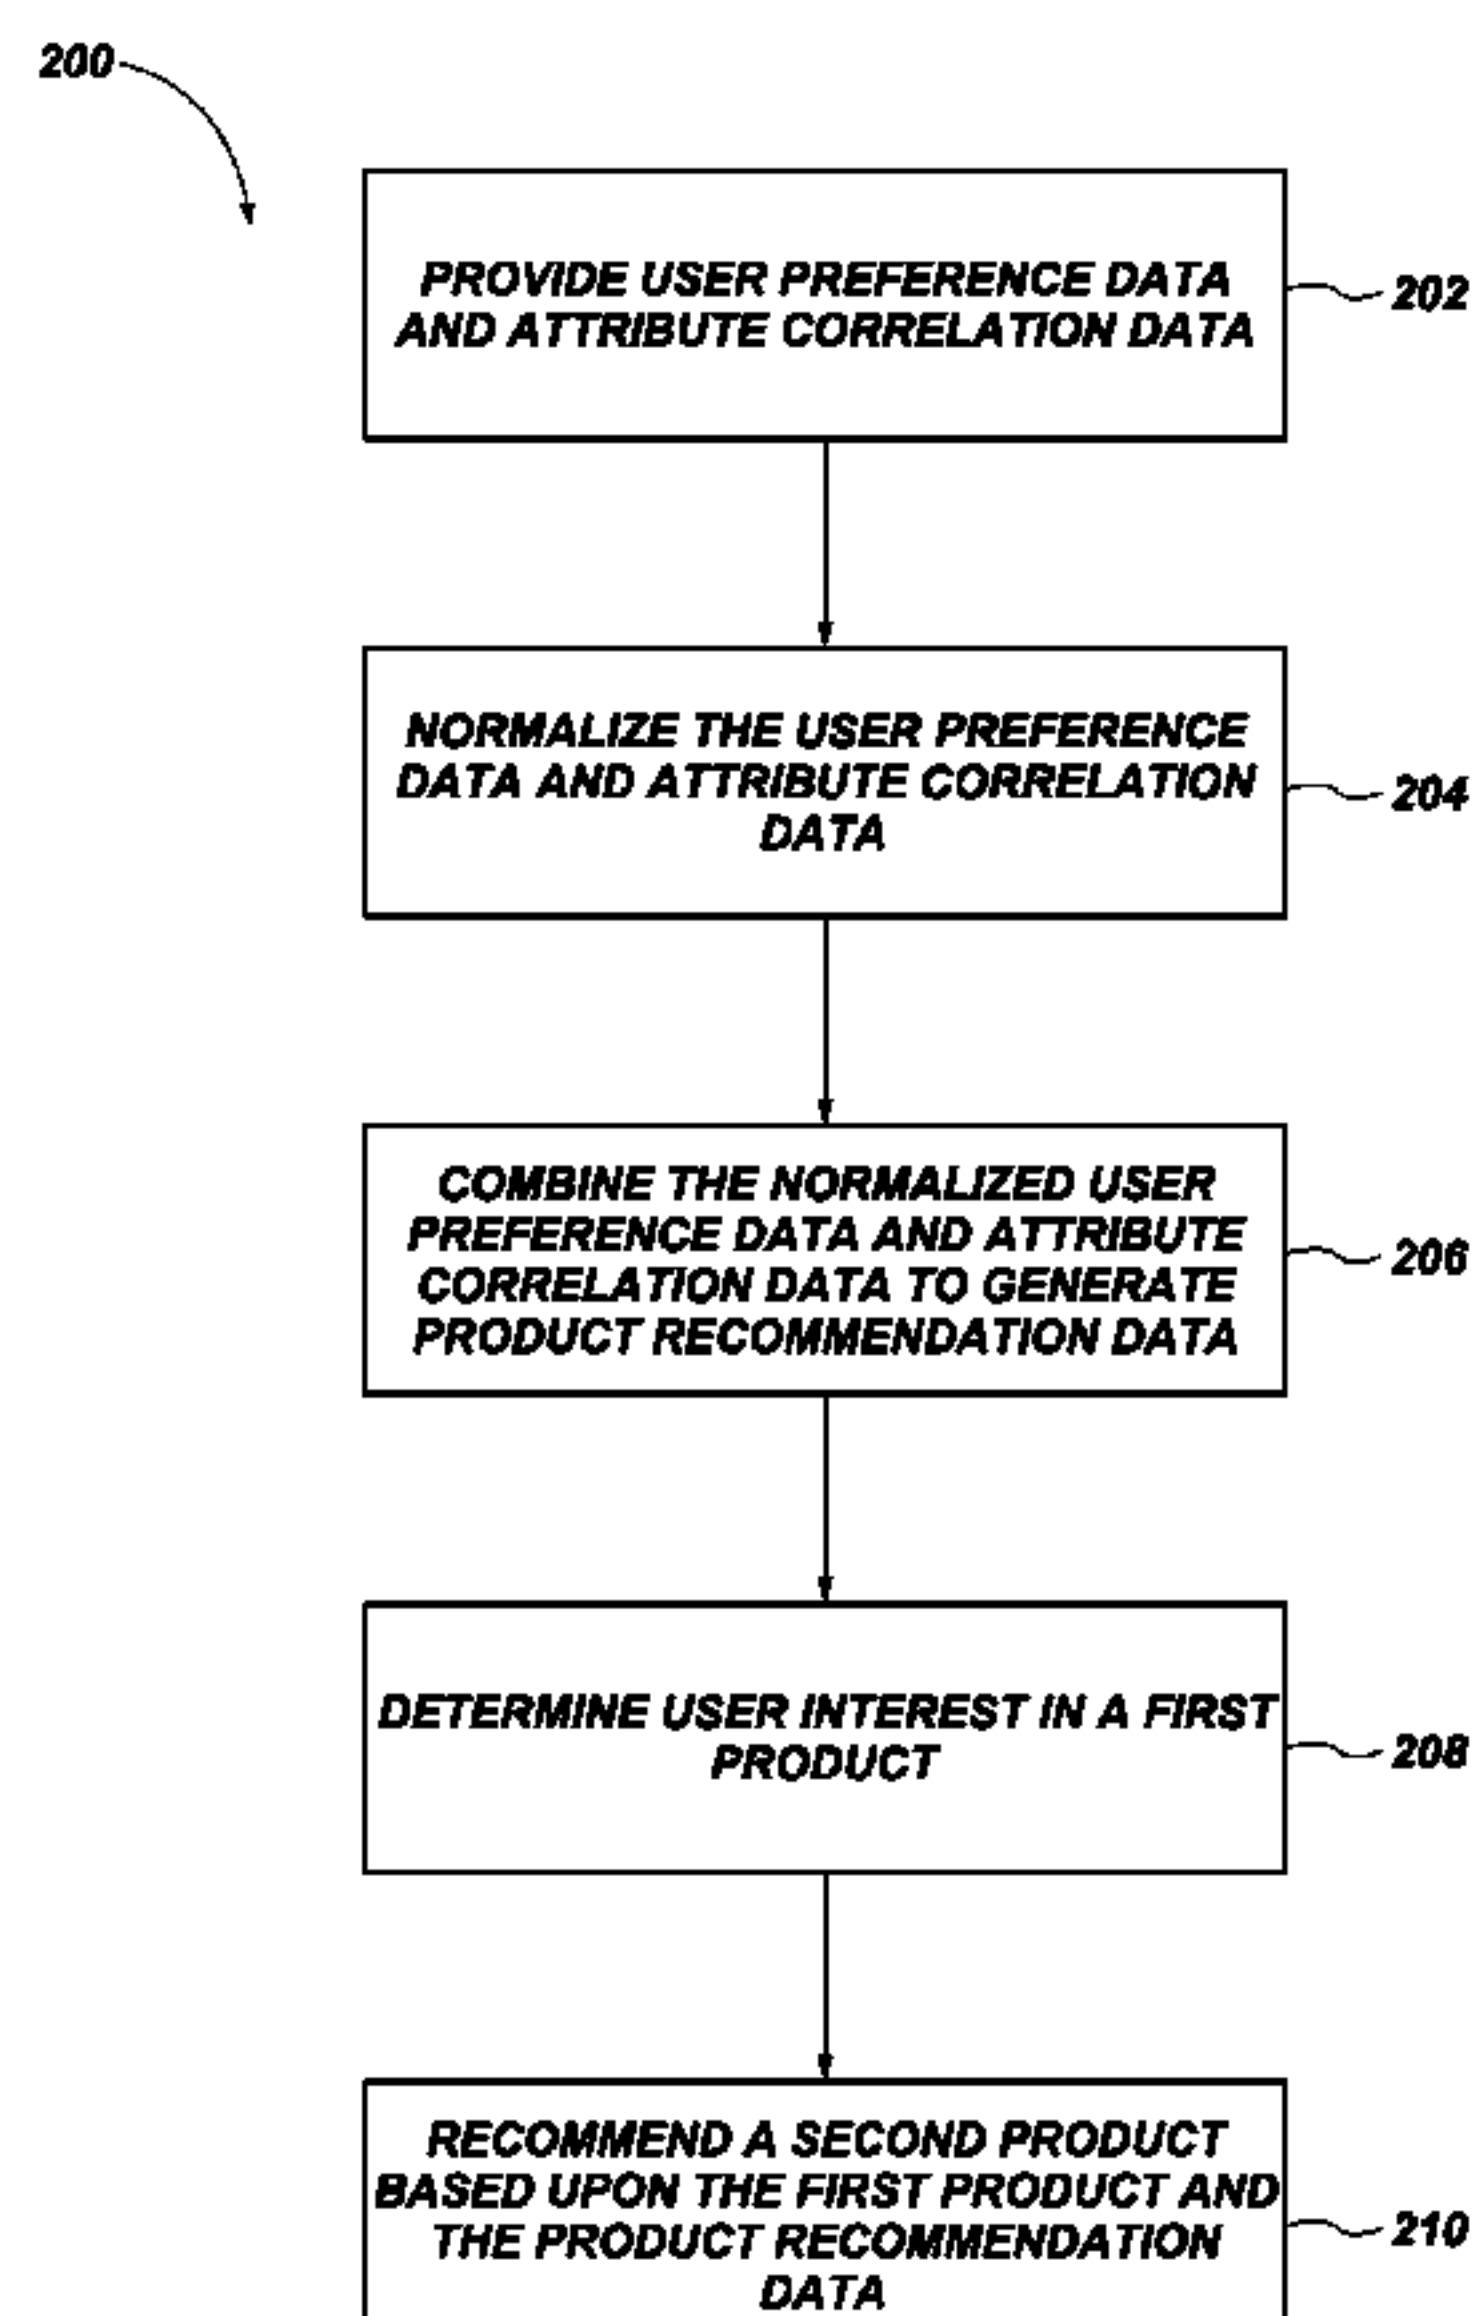 200
PROVIDE USER PREFERENCE DATA
AND ATTRIBUTE CORRELATION DATA
202
NORMALIZE THE USER PREFERENCE
DATA AND ATTRIBUTE CORRELATION
DATA
204
COMBINE THE NORMALIZED USER
PREFERENCE DATA AND ATTRIBUTE
CORRELATION DATA TO GENERATE
PRODUCT RECOMMENDATION DATA
206
DETERMINE USER INTEREST IN A FIRST
PRODUCT
208
RECOMMEND A SECOND PRODUCT
BASED UPON THE FIRST PRODUCT AND
THE PRODUCT RECOMMENDATION
DATA
210